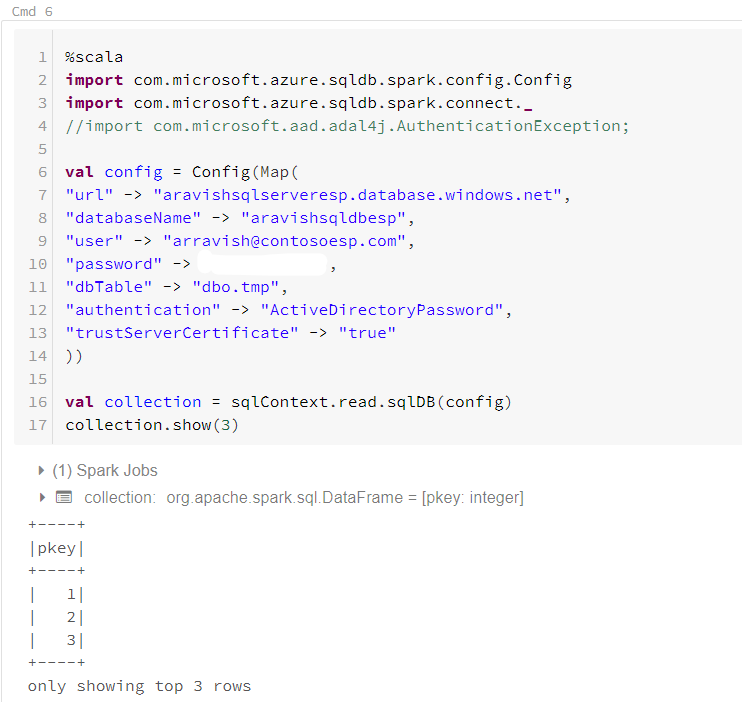 Cmd 6
1 %scala
2 import com.microsoft.azure.sqldb.spark.config.Config
3 import com.microsoft.azure.sqldb.spark.connect._
4 //import com.microsoft.aad.adal4j.AuthenticationException;
5
6 val config = Config(Map(
7 "url" -> "aravishsqlserveresp.database.windows.net",
8 "databaseName" -> "aravishsqldbesp",
9 "user" -> "arravish@contosoesp.com",
10 "password" -> ,
11 "dbTable" -> "dbo.tmp",
12 "authentication" -> "ActiveDirectoryPassword",
13 "trustServerCertificate" -> "true"
14 ))
15
16 val collection = sqlContext.read.sqlDB(config)
17 collection.show(3)
(1) Spark Jobs
collection: org.apache.spark.sql.DataFrame = [pkey: integer]
+----+
|pkey|
+----+
|   1|
|   2|
|   3|
+----+
only showing top 3 rows